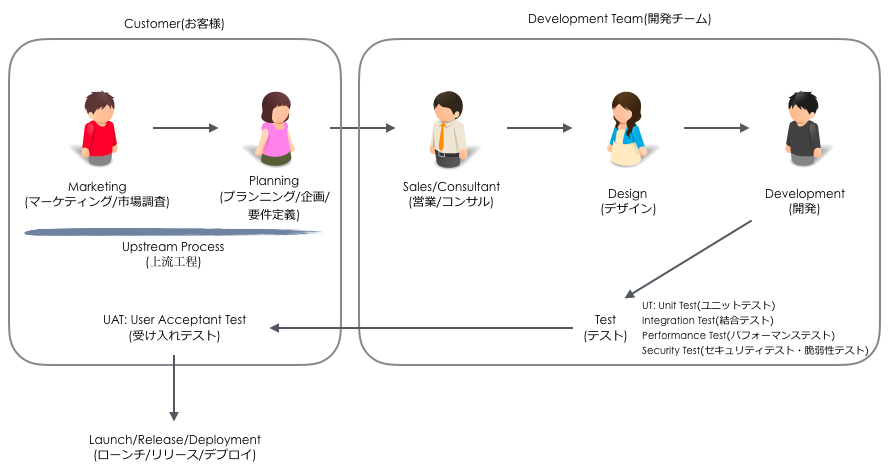 Customer(お客様)
Development Team(開発チーム)
Marketing
(マーケティング/市場調査)
Planning
(プランニング/企画/
要件定義)
Sales/Consultant
(営業/コンサル)
Design
(デザイン)
Development
(開発)
Upstream Process
(上流工程)
UAT: User Acceptant Test
(受け入れテスト)
Test
(テスト)
UT: Unit Test(ユニットテスト)
Integration Test(結合テスト)
Performance Test(パフォーマンステスト)
Security Test(セキュリティテスト・脆弱性テスト)
Launch/Release/Deployment
(ローンチ/リリース/デプロイ)